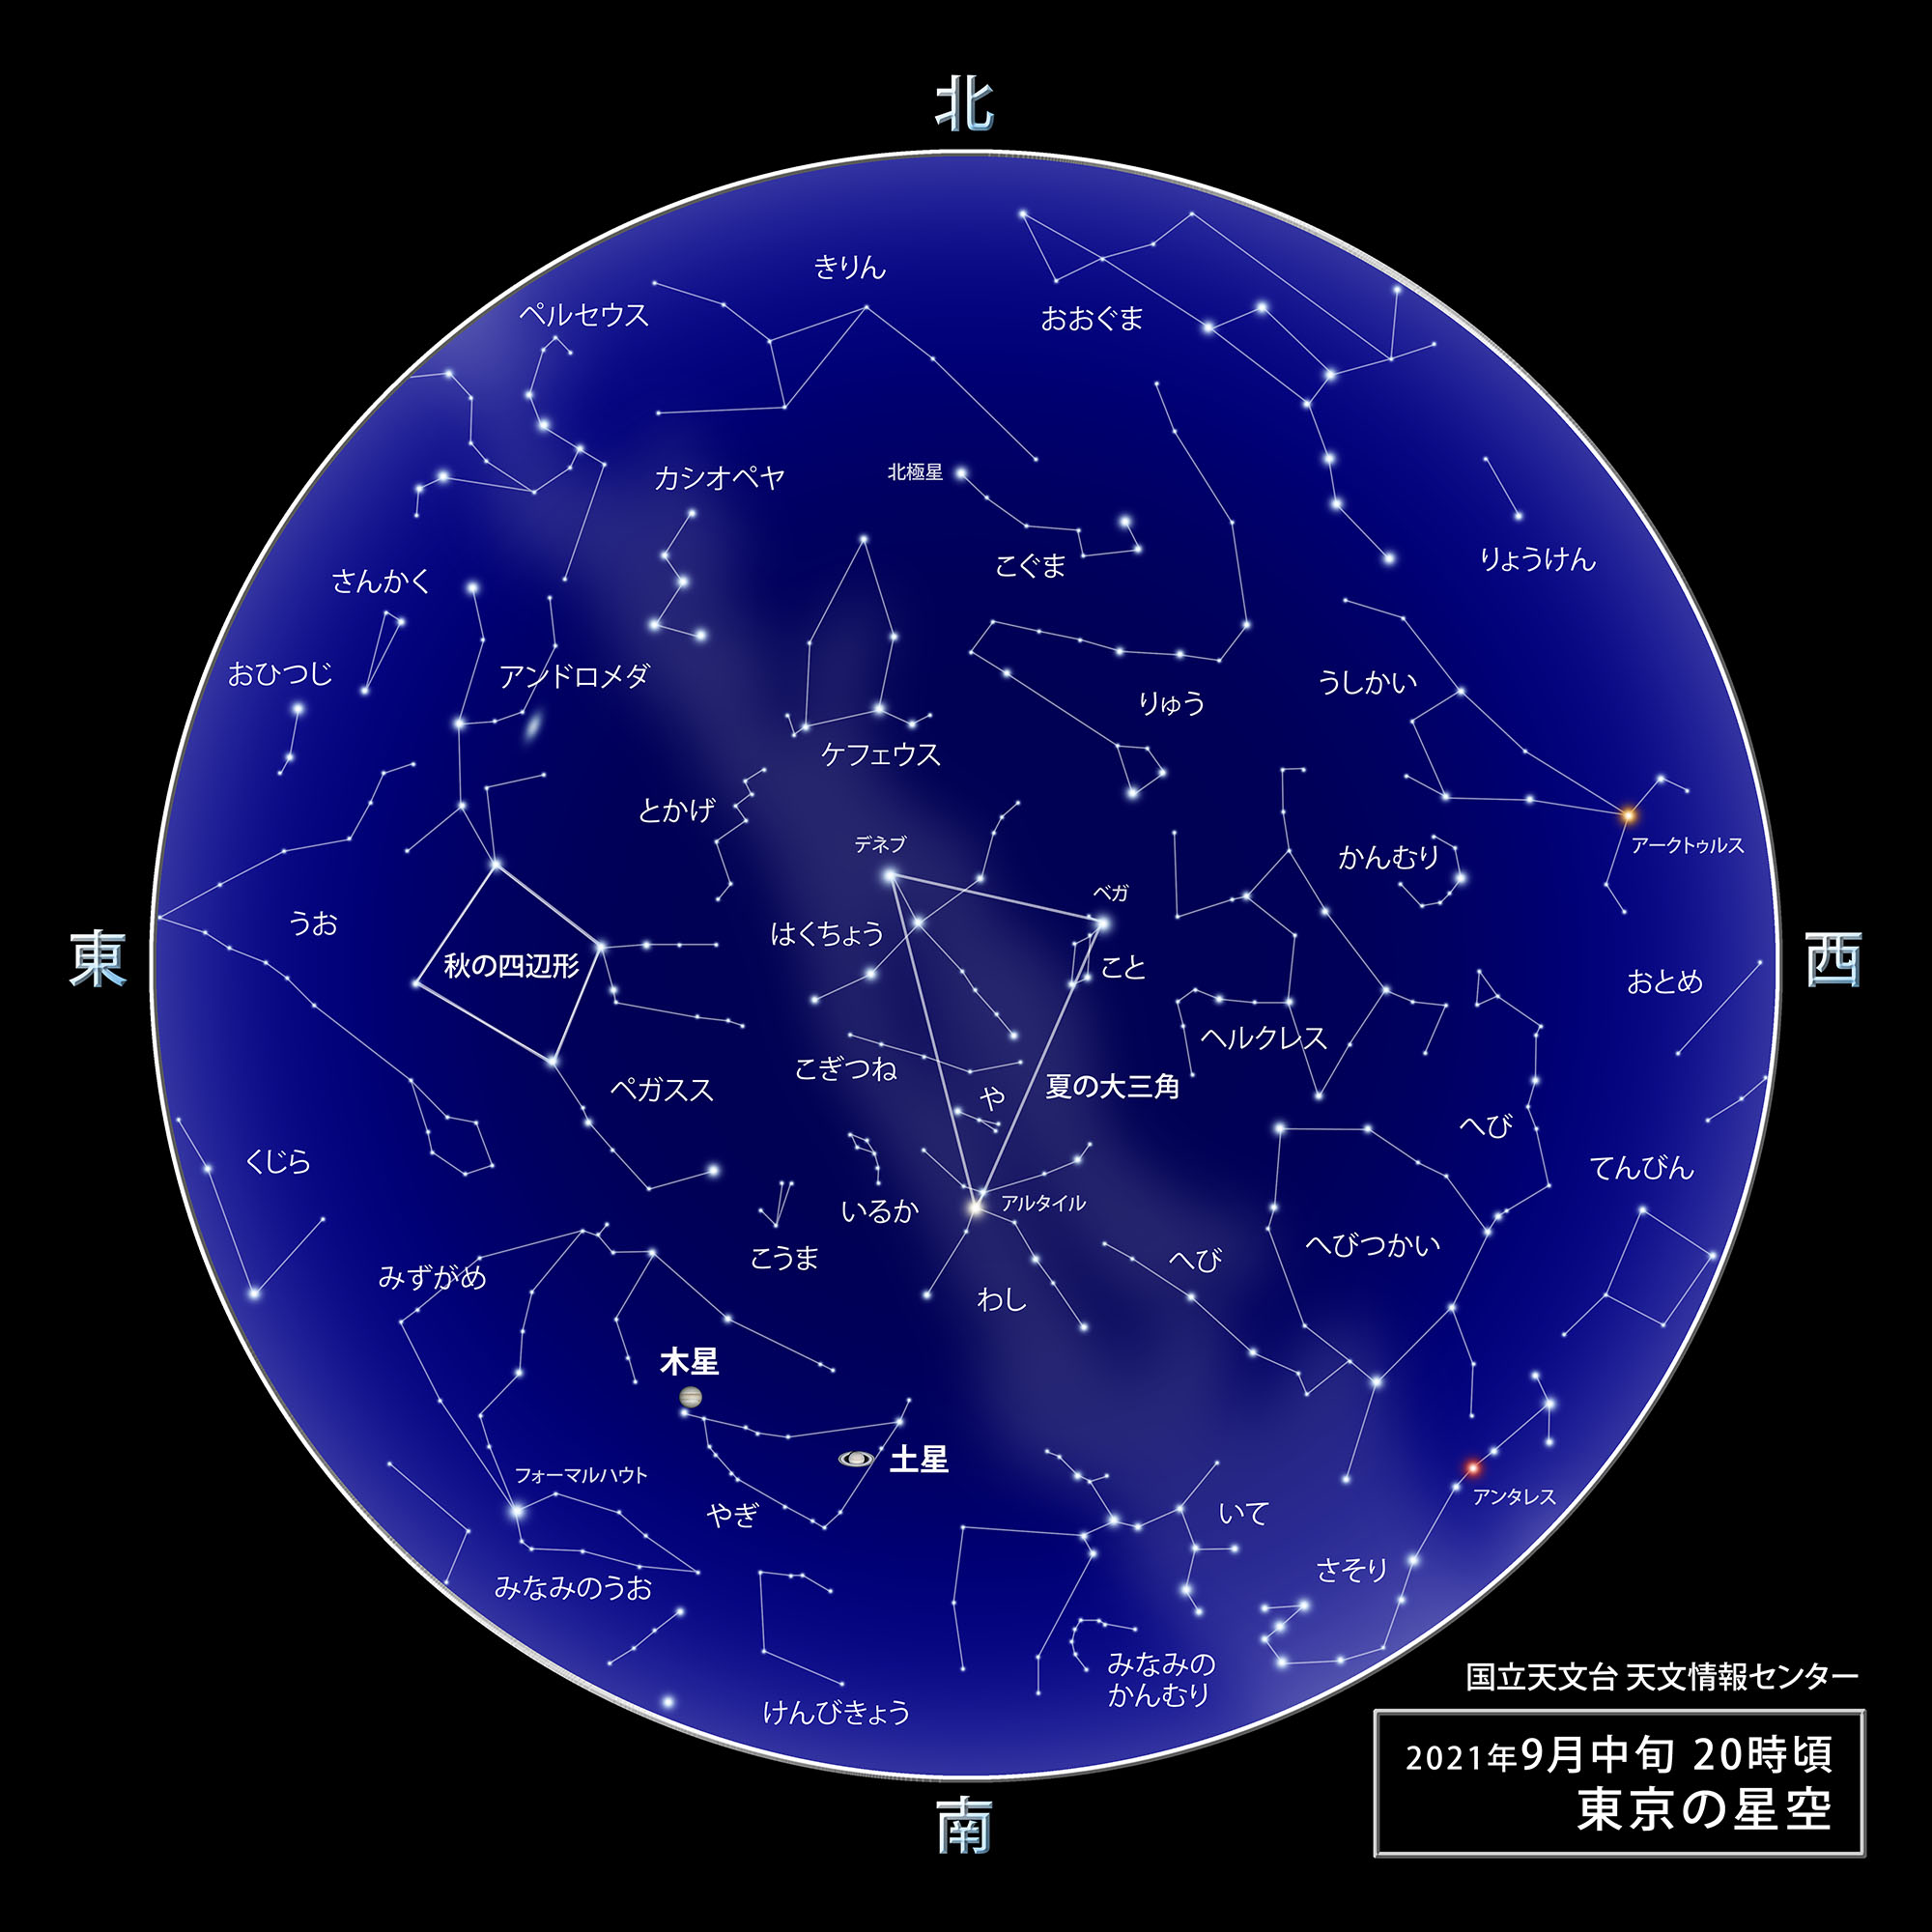 北
きりん
ペルセウス
おおぐま
カシオペヤ
北極星
こぐま
りょうけん
さんかく
おひつじ
アンドロメダ
りゅう
うしかい
ケフェウス
とかげ
デネブ
ベガ
かんむり
アークトゥルス
うお
はくちょう
秋の四辺形
こと
おとめ
東
西
ヘルクレス
こぎつね
や
夏の大三角
ペガスス
へび
くじら
てんびん
いるか
アルタイル
こうま
へび
へびつかい
みずがめ
わし
木星
土星
フォーマルハウト
やぎ
いて
アンタレス
さそり
みなみのうお
みなみの
かんむり
けんびきょう
国立天文台 天文情報センター
2021年9月中旬 20時頃
東京の星空
南